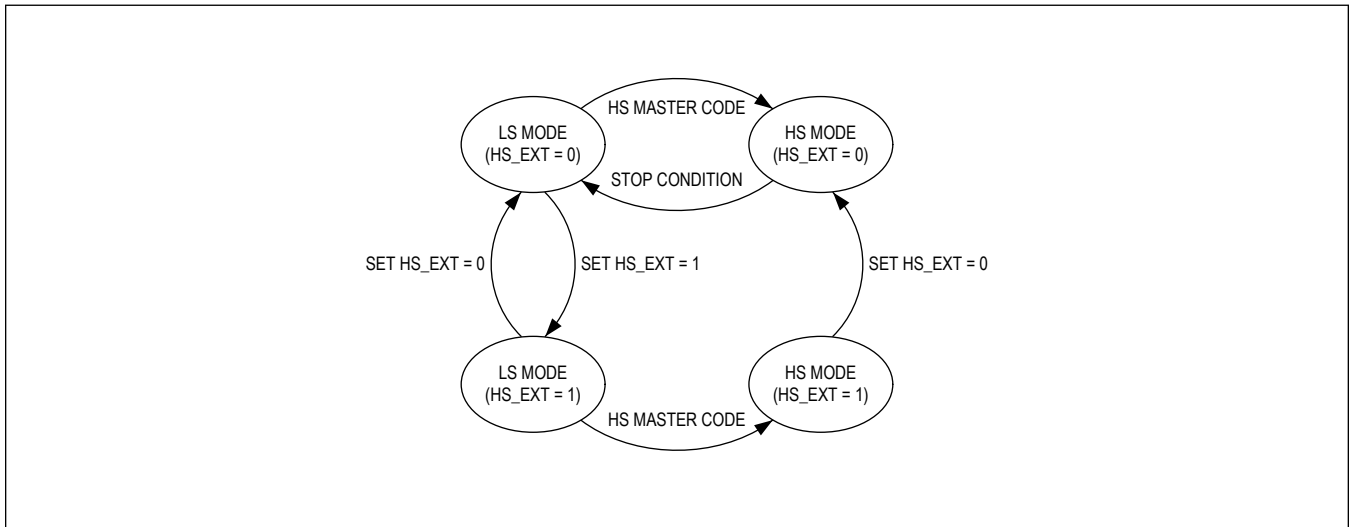 HS MASTER CODE
LS MODE
(HS_EXT = 0)
HS MODE
(HS_EXT = 0)
STOP CONDITION
SET HS_EXT = 0
SET HS_EXT = 1
SET HS_EXT = 0
LS MODE
(HS_EXT = 1)
HS MODE
(HS_EXT = 1)
HS MASTER CODE